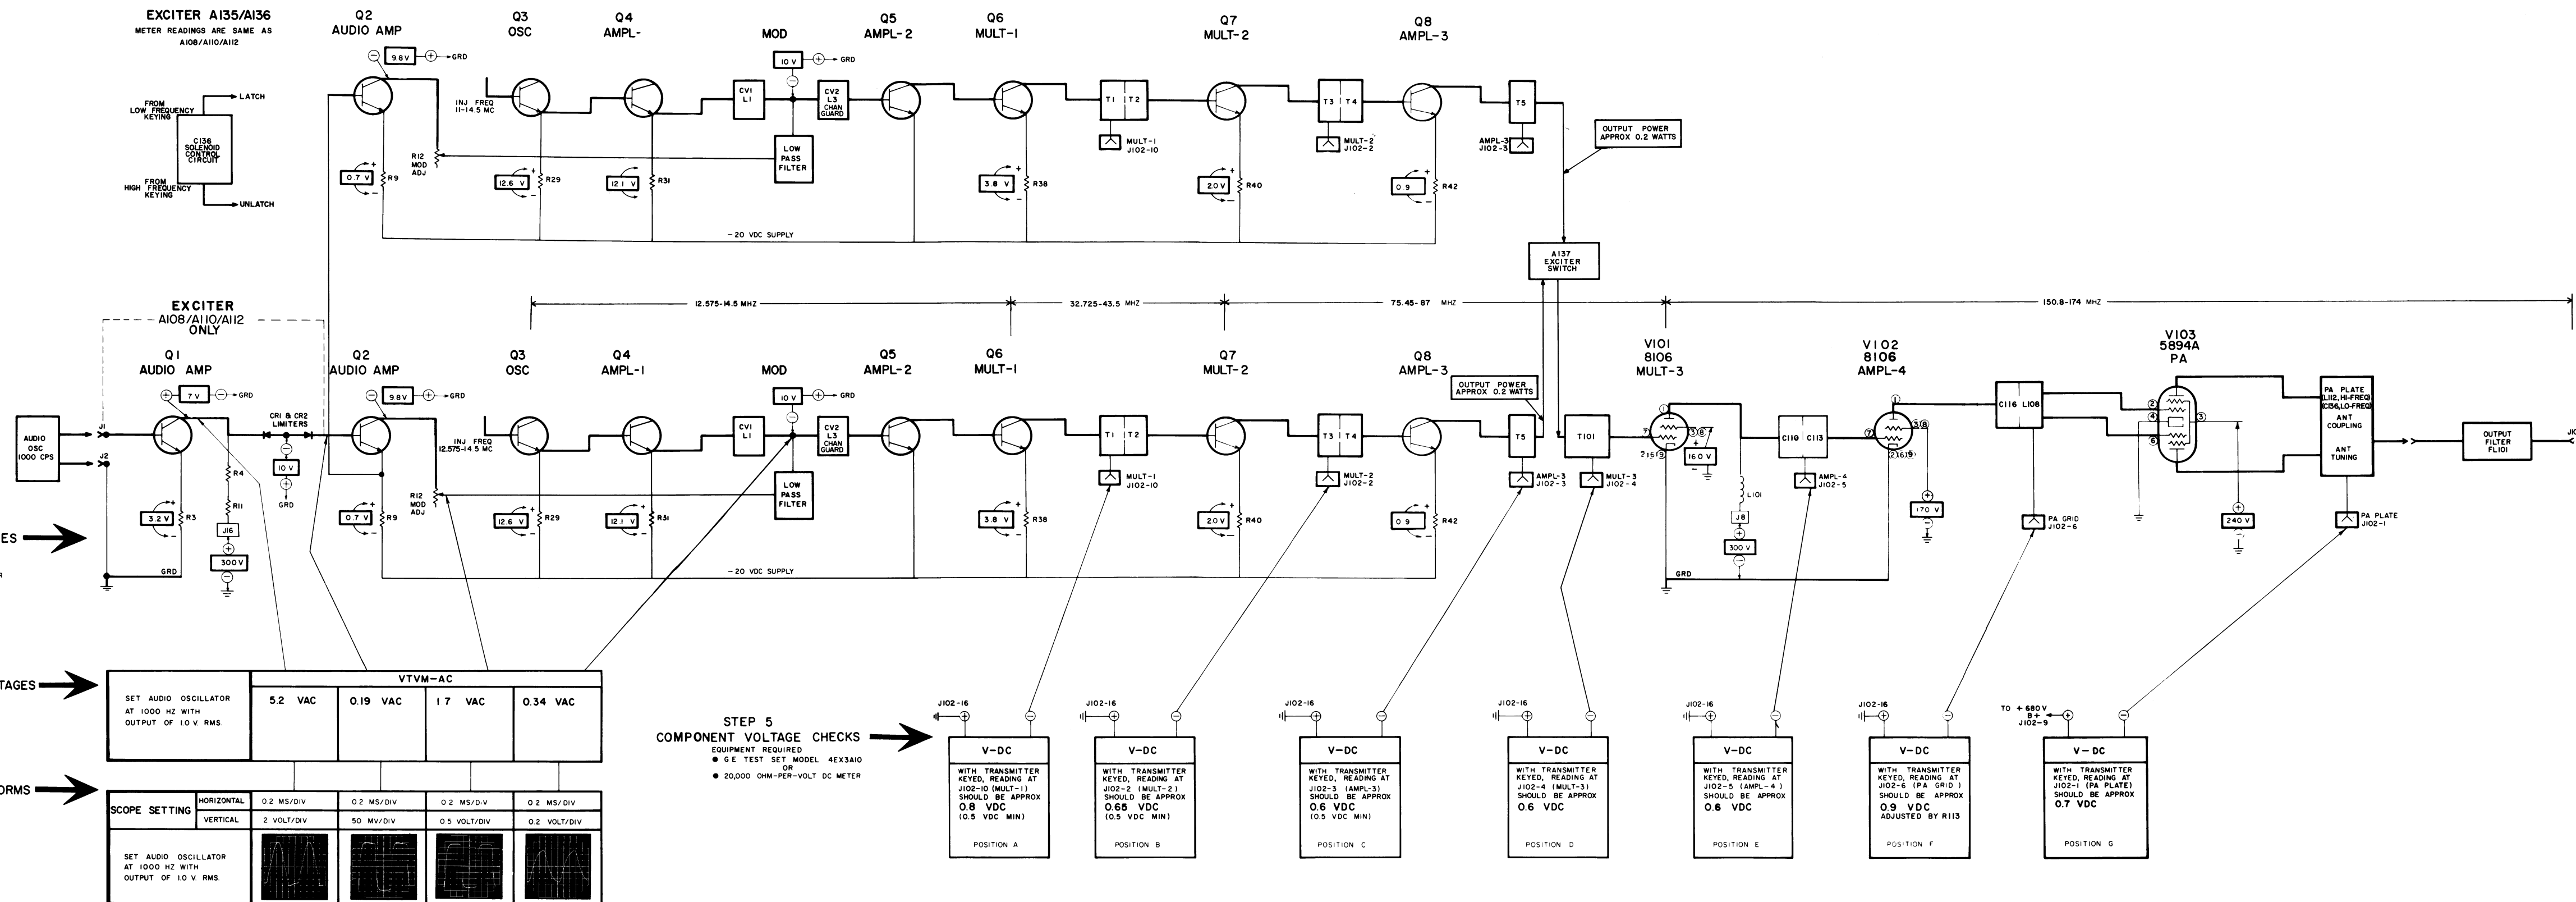 EXCITER A135/A136
METER READINGS ARE SAME AS
A108/A110/A112
Q2
AUDIO AMP
Q3
OSC
Q4
AMPL-
MOD
Q5
AMPL-2
Q6
MULT-1
Q7
MULT-2
Q8
AMPL-3
9.8V
GRD
10 V
GRD
FROM
LOW FREQUENCY
KEYING
LATCH
C136
SOLENOID
CONTROL
CIRCUIT
FROM
HIGH FREQUENCY
KEYING
UNLATCH
INJ FREQ
11-14.5 MC
CV1
L1
CV2
L3
CHAN
GUARD
T1 T2
T3 T4
T5
R12
MOD
ADJ
LOW
PASS
FILTER
MULT-1
J102-10
MULT-2
J102-2
AMPL-3
J102-3
OUTPUT POWER
APPROX 0.2 WATTS
0.7 V
R9
12.6 V
R29
12.1 V
R31
3.8 V
R38
2.0 V
R40
0.9
R42
-20 VDC SUPPLY
A137
EXCITER
SWITCH
12.575-14.5 MHZ
32.725-43.5 MHZ
75.45-87 MHZ
150.8-174 MHZ
EXCITER
A108/A110/A112
ONLY
Q1
AUDIO AMP
Q2
AUDIO AMP
Q3
OSC
Q4
AMPL-1
MOD
Q5
AMPL-2
Q6
MULT-1
Q7
MULT-2
Q8
AMPL-3
V101
8106
MULT-3
V102
8106
AMPL-4
V103
5894A
PA
7 V
GRD
9.8V
GRD
10 V
GRD
OUTPUT POWER
APPROX 0.2 WATTS
AUDIO
OSC
1000 CPS
J1
J2
CR1 & CR2
LIMITERS
10 V
GRD
INJ FREQ
12.575-14.5 MC
CV1
L1
CV2
L3
CHAN
GUARD
T1 T2
T3 T4
T5
T101
C110 C113
C116 L108
PA PLATE
(L112, HI-FREQ)
(C136, LO-FREQ)
ANT
COUPLING
ANT
TUNING
OUTPUT
FILTER
FL101
R4
R11
J16
300 V
R12
MOD
ADJ
LOW
PASS
FILTER
MULT-1
J102-10
MULT-2
J102-2
AMPL-3
J102-3
MULT-3
J102-4
160 V
L101
J8
300 V
AMPL-4
J102-5
170 V
PA GRID
J102-6
240 V
PA PLATE
J102-1
3.2 V
R3
0.7 V
R9
12.6 V
R29
12.1 V
R31
3.8 V
R38
2.0 V
R40
0.9
R42
GRD
-20 VDC SUPPLY
GRD
ES
TAGES
SET AUDIO OSCILLATOR
AT 1000 HZ WITH
OUTPUT OF 1.0 V. RMS.
VTVM-AC
5.2 VAC
0.19 VAC
1 7 VAC
0.34 VAC
ORMS
SCOPE SETTING
HORIZONTAL
0.2 MS/DIV
0.2 MS/DIV
0.2 MS/DIV
0.2 MS/DIV
VERTICAL
2 VOLT/DIV
50 MV/DIV
0.5 VOLT/DIV
0.2 VOLT/DIV
SET AUDIO OSCILLATOR
AT 1000 HZ WITH
OUTPUT OF 1.0 V. RMS.
STEP 5
COMPONENT VOLTAGE CHECKS
EQUIPMENT REQUIRED
● G E TEST SET MODEL 4EX3A10
OR
● 20,000 OHM-PER-VOLT DC METER
J102-16
V-DC
WITH TRANSMITTER
KEYED, READING AT
J102-10 (MULT-1)
SHOULD BE APPROX
0.8 VDC
(0.5 VDC MIN)
POSITION A
J102-16
V-DC
WITH TRANSMITTER
KEYED, READING AT
J102-2 (MULT-2)
SHOULD BE APPROX
0.65 VDC
(0.5 VDC MIN)
POSITION B
J102-16
V-DC
WITH TRANSMITTER
KEYED, READING AT
J102-3 (AMPL-3)
SHOULD BE APPROX
0.6 VDC
(0.5 VDC MIN)
POSITION C
J102-16
V-DC
WITH TRANSMITTER
KEYED, READING AT
J102-4 (MULT-3)
SHOULD BE APPROX
0.6 VDC
POSITION D
J102-16
V-DC
WITH TRANSMITTER
KEYED, READING AT
J102-5 (AMPL-4)
SHOULD BE APPROX
0.6 VDC
POSITION E
J102-16
V-DC
WITH TRANSMITTER
KEYED, READING AT
J102-6 (PA GRID)
SHOULD BE APPROX
0.9 VDC
ADJUSTED BY R113
POSITION F
TO +680V
B+
J102-9
V-DC
WITH TRANSMITTER
KEYED, READING AT
J102-1 (PA PLATE)
SHOULD BE APPROX
0.7 VDC
POSITION G